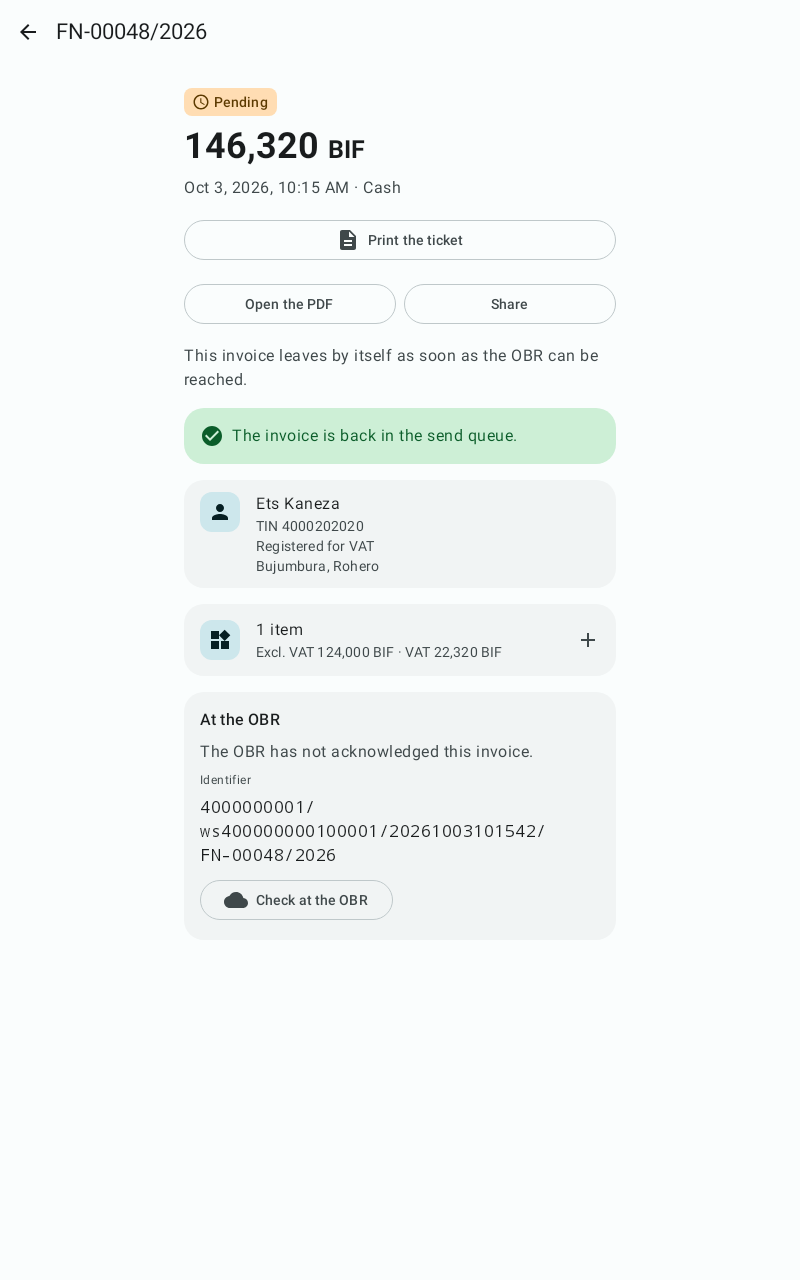 FN-00048/2026
Pending
146,320 BIF
Oct 3, 2026, 10:15 AM · Cash
Print the ticket
Open the PDF
Share
This invoice leaves by itself as soon as the OBR can be
reached.
The invoice is back in the send queue.
Ets Kaneza
TIN 4000202020
Registered for VAT
Bujumbura, Rohero
1 item
Excl. VAT 124,000 BIF · VAT 22,320 BIF
At the OBR
The OBR has not acknowledged this invoice.
Identifier
4000000001/
ws400000000100001/20261003101542/
FN-00048/2026
Check at the OBR